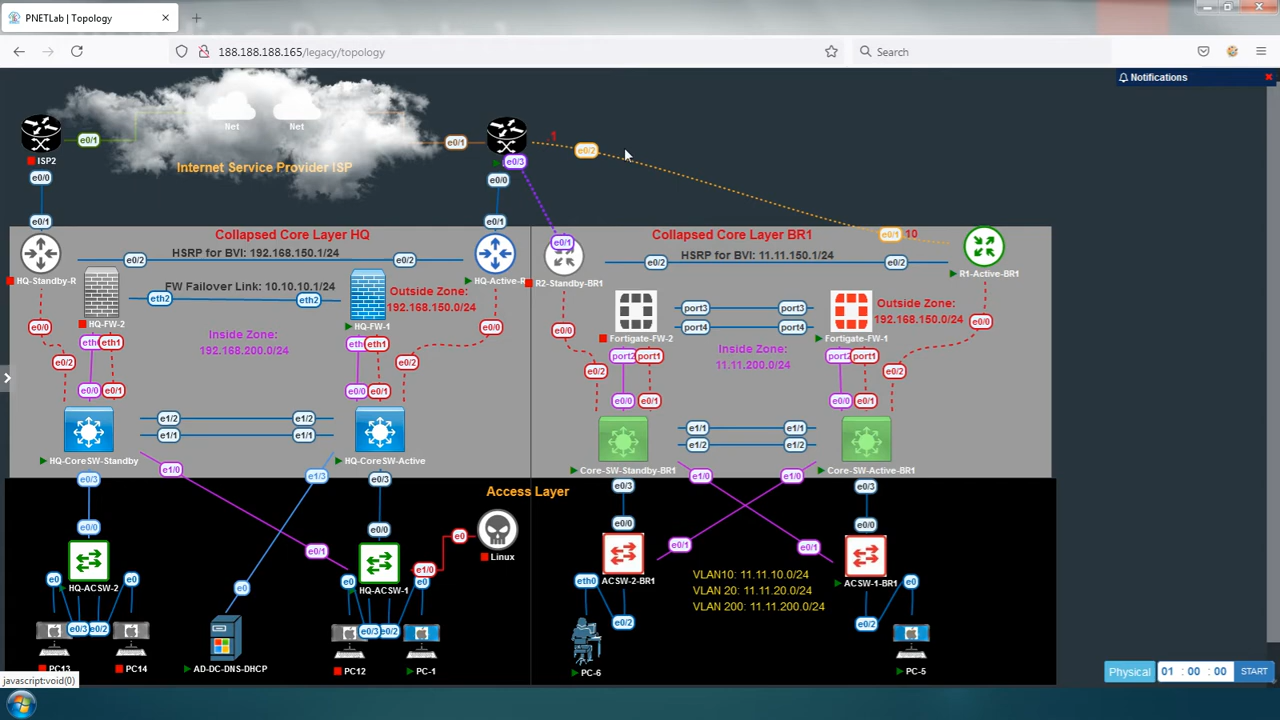 PNETLab | Topology
188.188.188.165/legacy/topology
Search
Notifications
Net
Net
e0/1
e0/1
1
e0/2
ISP2
Internet Service Provider ISP
e0/3
e0/0
e0/0
e0/1
e0/1
e0/1
e0/1
10
Collapsed Core Layer HQ
Collapsed Core Layer BR1
HSRP for BVI: 192.168.150.1/24
HSRP for BVI: 11.11.150.1/24
e0/2
e0/2
e0/2
e0/2
HQ-Standby-R
HQ-Active-R
R2-Standby-BR1
R1-Active-BR1
FW Failover Link: 10.10.10.1/24
eth2
eth2
Outside Zone:
192.168.150.0/24
port3
port3
Outside Zone:
192.168.150.0/24
HQ-FW-2
HQ-FW-1
port4
port4
Fortigate-FW-2
Fortigate-FW-1
e0/0
e0/0
e0/0
e0/0
Inside Zone:
192.168.200.0/24
Inside Zone:
11.11.200.0/24
eth1
eth1
port2
port1
port2
port1
e0/2
e0/2
e0/2
e0/2
e0/0
e0/1
e0/0
e0/1
e0/0
e0/1
e0/0
e0/1
e1/2
e1/2
e1/1
e1/1
e1/1
e1/1
e1/2
e1/2
HQ-CoreSW-Standby
HQ-CoreSW-Active
Core-SW-Standby-BR1
Core-SW-Active-BR1
e1/0
e1/3
e1/0
e1/0
e0/3
e0/3
e0/3
e0/3
Access Layer
e0/0
e0/0
e0/0
e0/0
e0/1
e0
Linux
e0/1
e0/1
HQ-ACSW-2
HQ-ACSW-1
e1/0
ACSW-2-BR1
ACSW-1-BR1
VLAN10: 11.11.10.0/24
VLAN 20: 11.11.20.0/24
VLAN 200: 11.11.200.0/24
e0
e0
e0
e0
e0
eth0
e0
e0/3
e0/2
e0/3
e0/2
e0/2
e0/2
PC13
PC14
AD-DC-DNS-DHCP
PC12
PC-1
PC-6
PC-5
javascript:void(0)
Physical
01 : 00 : 00
START